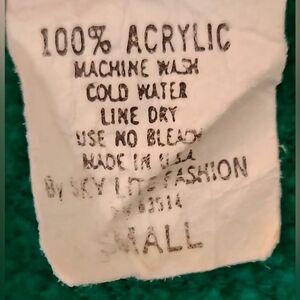 100% ACRYLIC
MACHINE WASH
COLD WATER
LINE DRY
USE NO BLEACH
MADE IN U.S.A
By SKY LITE FASHION
63514
SMALL